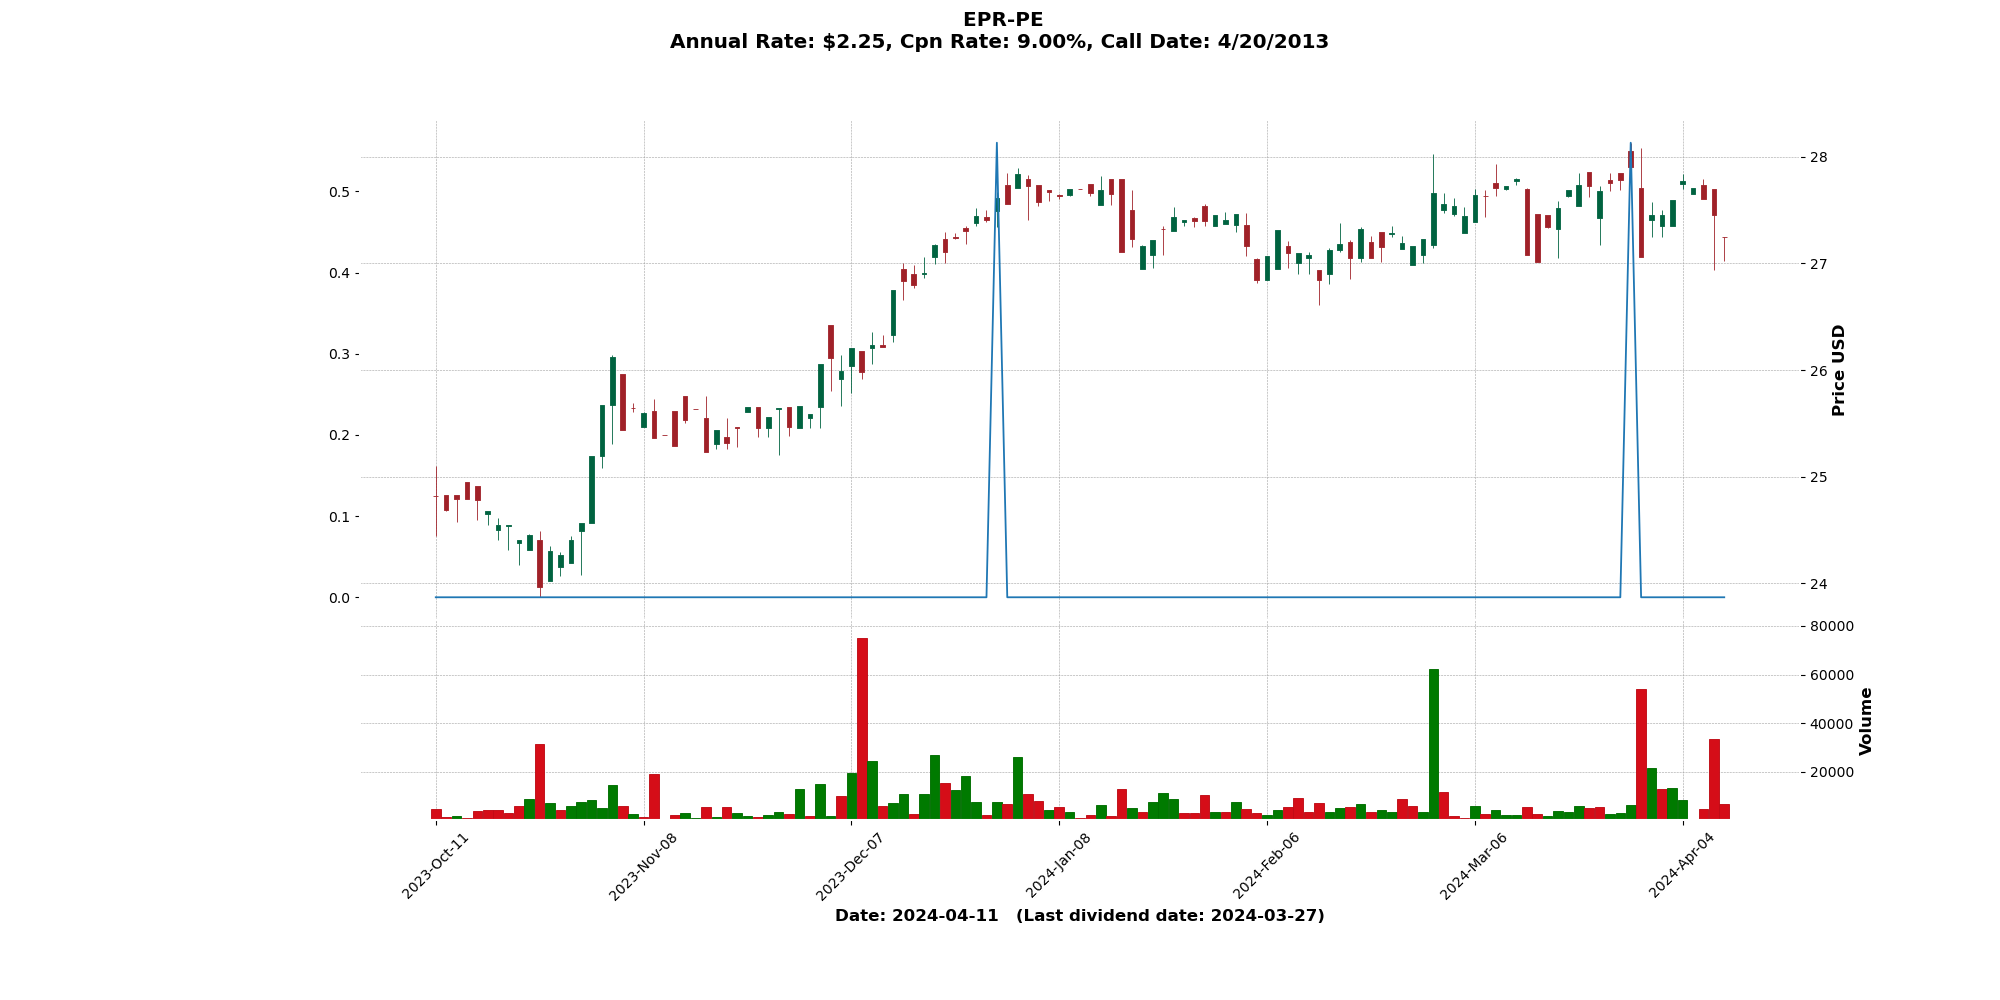 EPR-PE
Annual Rate: $2.25, Cpn Rate: 9.00%, Call Date: 4/20/2013
0.5
0.4
0.3
0.2
0.1
0.0
28
27
26
25
24
Price USD
80000
60000
40000
20000
Volume
2023-Oct-11
2023-Nov-08
2023-Dec-07
2024-Jan-08
2024-Feb-06
2024-Mar-06
2024-Apr-04
Date: 2024-04-11   (Last dividend date: 2024-03-27)